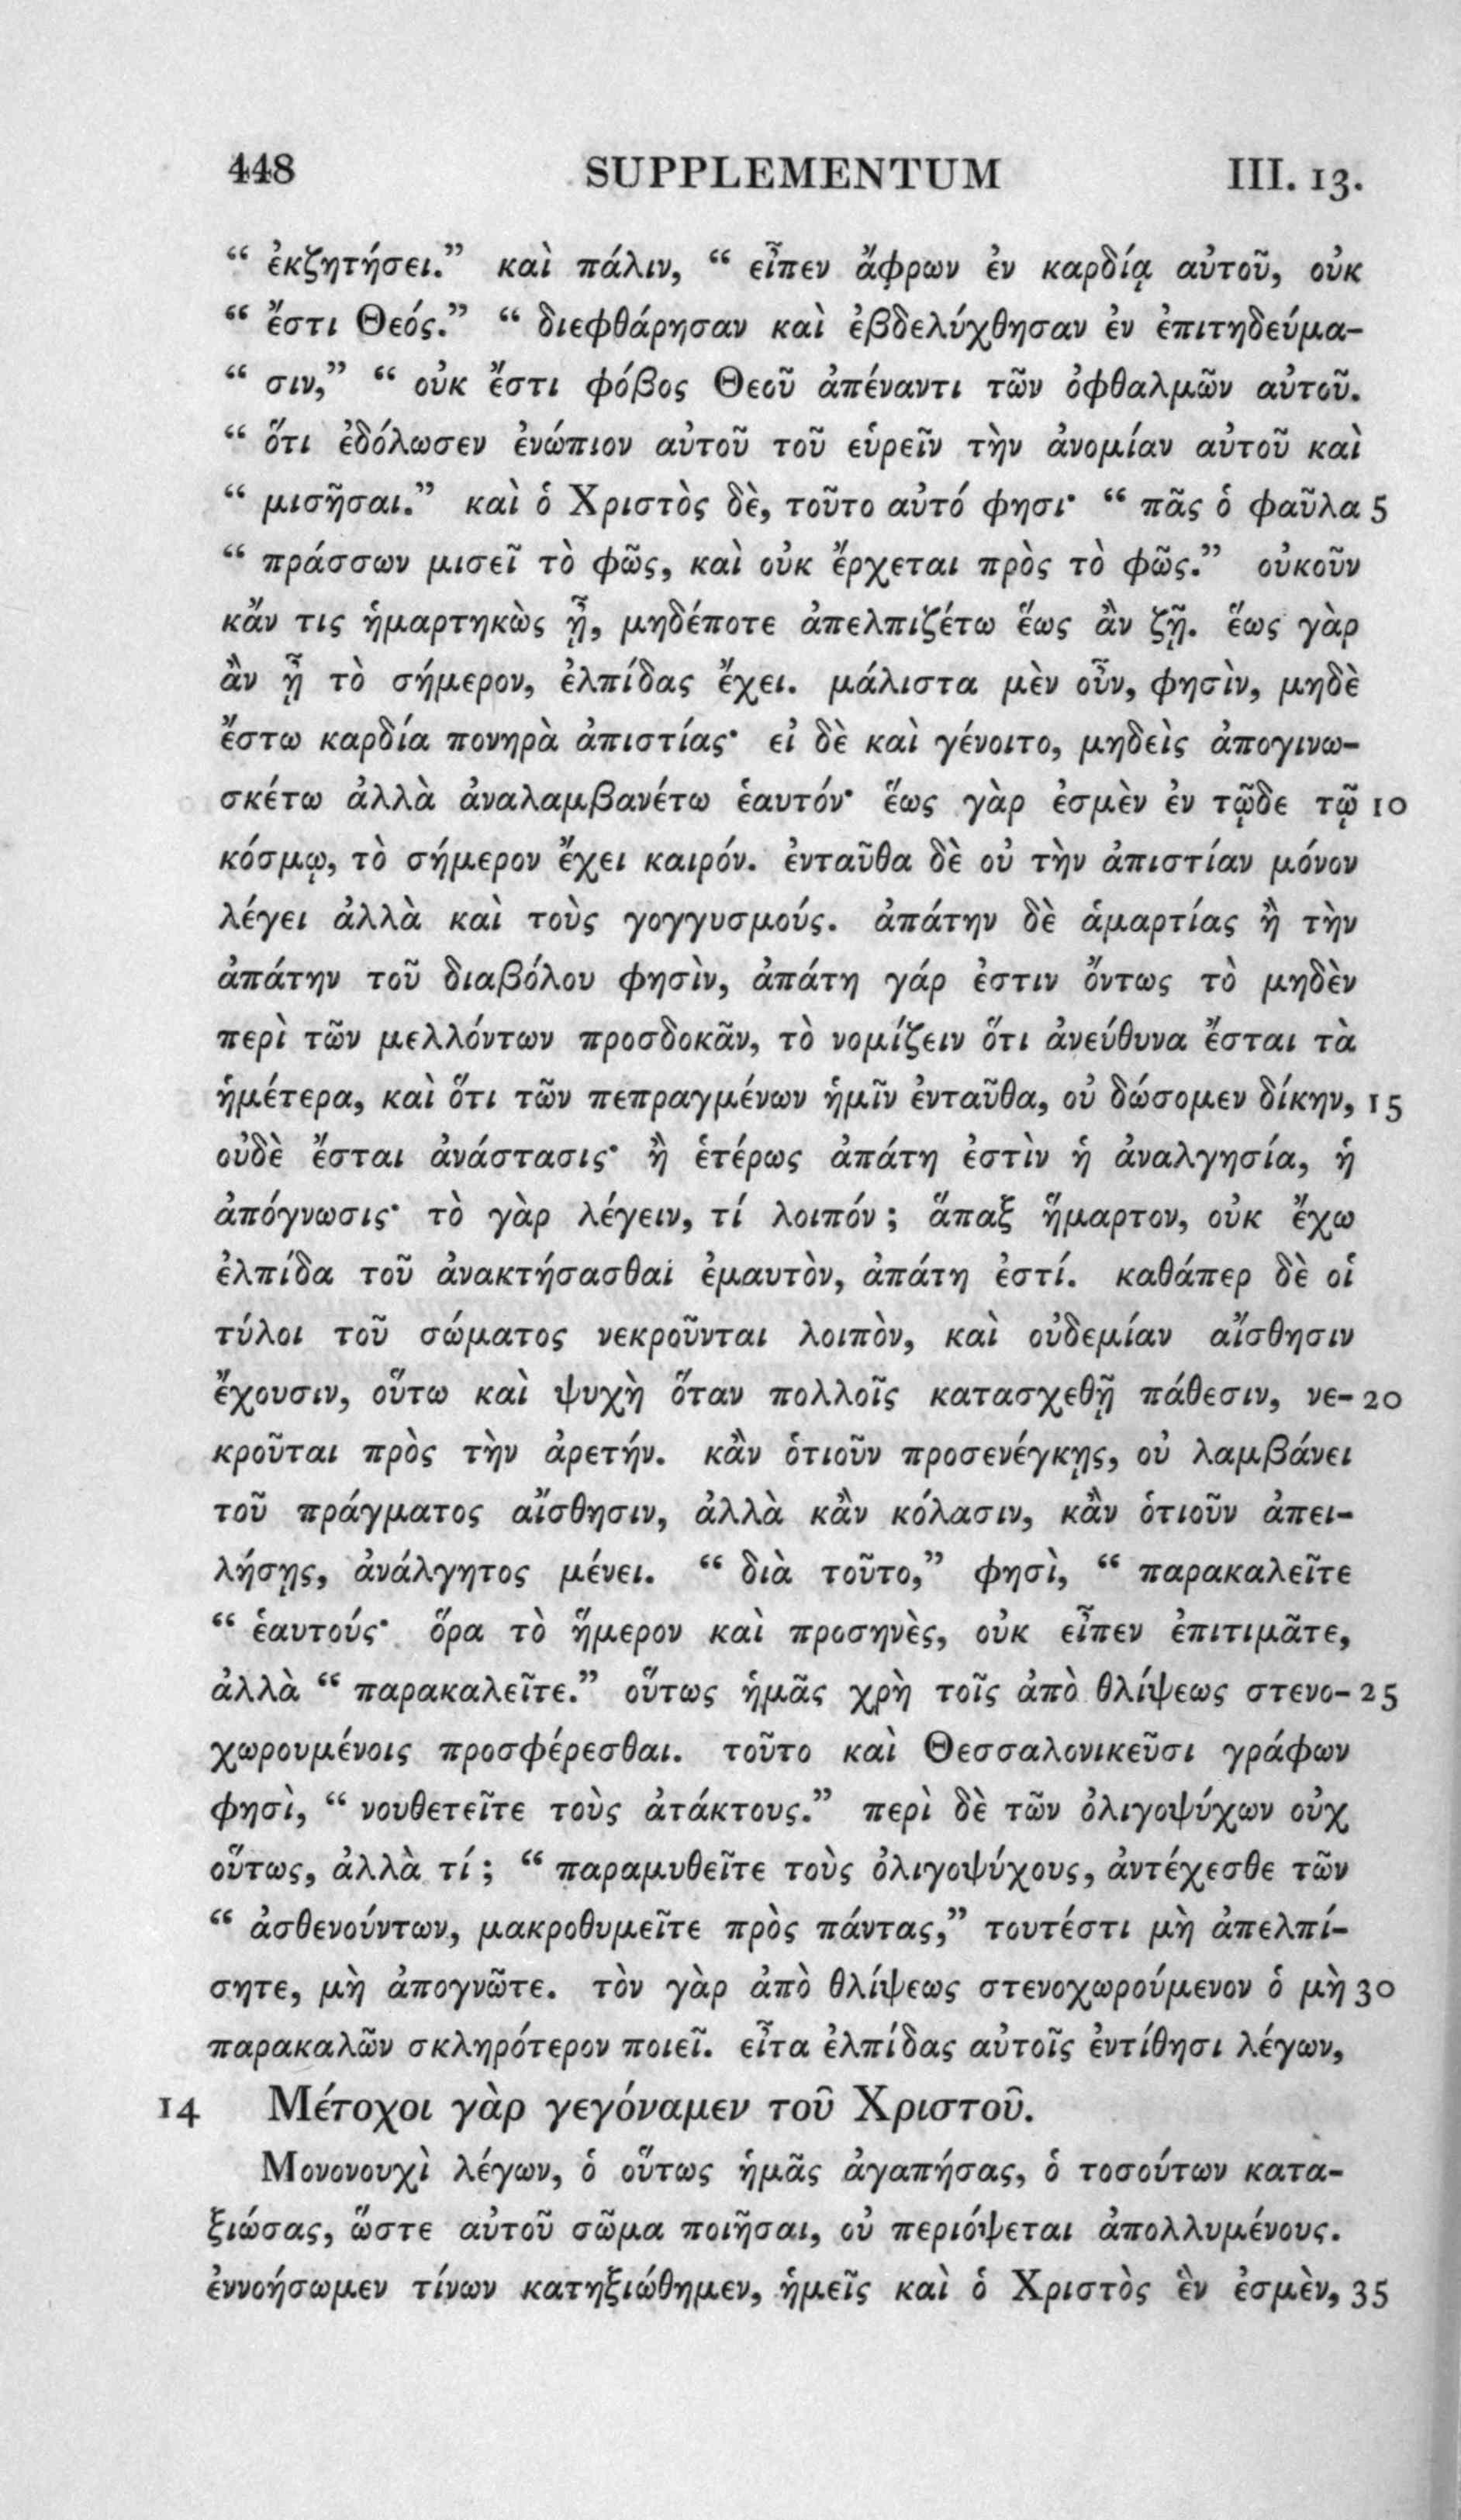 448 SUPPLEMENTUM III. 13.
“ ἐκζητήσει.” καὶ πάλιν, “ εἶπεν ἄφρων ἐν καρδίᾳ αὐτοῦ, οὐκ
“ ἔστι Θεός.” “ διεφθάρησαν καὶ ἐβδελύχθησαν ἐν ἐπιτηδεύμα-
“ σιν,” “ οὐκ ἔστι φόβος Θεοῦ ἀπέναντι τῶν ὀφθαλμῶν αὐτοῦ.
“ ὅτι ἐδόλωσεν ἐνώπιον αὐτοῦ τοῦ εὑρεῖν τὴν ἀνομίαν αὐτοῦ καὶ
“ μισῆσαι.” καὶ ὁ Χριστὸς δὲ, τοῦτο αὐτό φησι· “ πᾶς ὁ φαῦλα 5
“ πράσσων μισεῖ τὸ φῶς, καὶ οὐκ ἔρχεται πρὸς τὸ φῶς.” οὐκοῦν
κἄν τις ἡμαρτηκὼς ᾖ, μηδέποτε ἀπελπιζέτω ἕως ἂν ζῇ. ἕως γὰρ
ἂν ᾖ τὸ σήμερον, ἐλπίδας ἔχει. μάλιστα μὲν οὖν, φησὶν, μηδὲ
ἔστω καρδία πονηρὰ ἀπιστίας· εἰ δὲ καὶ γένοιτο, μηδεὶς ἀπογινω-
σκέτω ἀλλὰ ἀναλαμβανέτω ἑαυτόν· ἕως γὰρ ἐσμὲν ἐν τῷδε τῷ 10
κόσμῳ, τὸ σήμερον ἔχει καιρόν. ἐνταῦθα δὲ οὐ τὴν ἀπιστίαν μόνον
λέγει ἀλλὰ καὶ τοὺς γογγυσμούς. ἀπάτην δὲ ἁμαρτίας ἢ τὴν
ἀπάτην τοῦ διαβόλου φησὶν, ἀπάτη γάρ ἐστιν ὄντως τὸ μηδὲν
περὶ τῶν μελλόντων προσδοκᾶν, τὸ νομίζειν ὅτι ἀνεύθυνα ἔσται τὰ
ἡμέτερα, καὶ ὅτι τῶν πεπραγμένων ἡμῖν ἐνταῦθα, οὐ δώσομεν δίκην, 15
οὐδὲ ἔσται ἀνάστασις· ἢ ἑτέρως ἀπάτη ἐστὶν ἡ ἀναλγησία, ἡ
ἀπόγνωσις· τὸ γὰρ λέγειν, τί λοιπόν ; ἅπαξ ἥμαρτον, οὐκ ἔχω
ἐλπίδα τοῦ ἀνακτήσασθαι ἐμαυτὸν, ἀπάτη ἐστί. καθάπερ δὲ οἱ
τύλοι τοῦ σώματος νεκροῦνται λοιπὸν, καὶ οὐδεμίαν αἴσθησιν
ἔχουσιν, οὕτω καὶ ψυχὴ ὅταν πολλοῖς κατασχεθῇ πάθεσιν, νε- 20
κροῦται πρὸς τὴν ἀρετήν. κἂν ὁτιοῦν προσενέγκῃς, οὐ λαμβάνει
τοῦ πράγματος αἴσθησιν, ἀλλὰ κἂν κόλασιν, κἂν ὁτιοῦν ἀπει-
λήσῃς, ἀνάλγητος μένει. “ διὰ τοῦτο,” φησὶ, “ παρακαλεῖτε
“ ἑαυτούς· ὅρα τὸ ἥμερον καὶ προσηνὲς, οὐκ εἶπεν ἐπιτιμᾶτε,
ἀλλὰ “ παρακαλεῖτε.” οὕτως ἡμᾶς χρὴ τοῖς ἀπὸ θλίψεως στενο- 25
χωρουμένοις προσφέρεσθαι. τοῦτο καὶ Θεσσαλονικεῦσι γράφων
φησὶ, “ νουθετεῖτε τοὺς ἀτάκτους.” περὶ δὲ τῶν ὀλιγοψύχων οὐχ
οὕτως, ἀλλὰ τί ; “ παραμυθεῖτε τοὺς ὀλιγοψύχους, ἀντέχεσθε τῶν
“ ἀσθενούντων, μακροθυμεῖτε πρὸς πάντας,” τουτέστι μὴ ἀπελπί-
σητε, μὴ ἀπογνῶτε. τὸν γὰρ ἀπὸ θλίψεως στενοχωρούμενον ὁ μὴ 30
παρακαλῶν σκληρότερον ποιεῖ. εἶτα ἐλπίδας αὐτοῖς ἐντίθησι λέγων,
14 Μέτοχοι γὰρ γεγόναμεν τοῦ Χριστοῦ.
Μονονουχὶ λέγων, ὁ οὕτως ἡμᾶς ἀγαπήσας, ὁ τοσούτων κατα-
ξιώσας, ὥστε αὐτοῦ σῶμα ποιῆσαι, οὐ περιόψεται ἀπολλυμένους.
ἐννοήσωμεν τίνων κατηξιώθημεν, ἡμεῖς καὶ ὁ Χριστὸς ἓν ἐσμὲν, 35